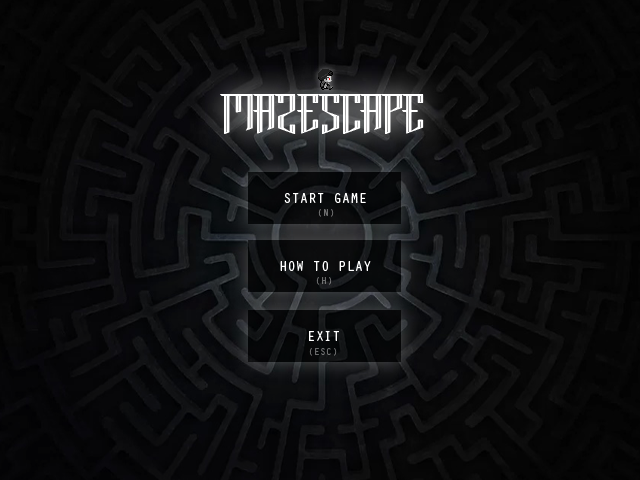 MAZESCAPE
START GAME
(N)
HOW TO PLAY
(H)
EXIT
(ESC)